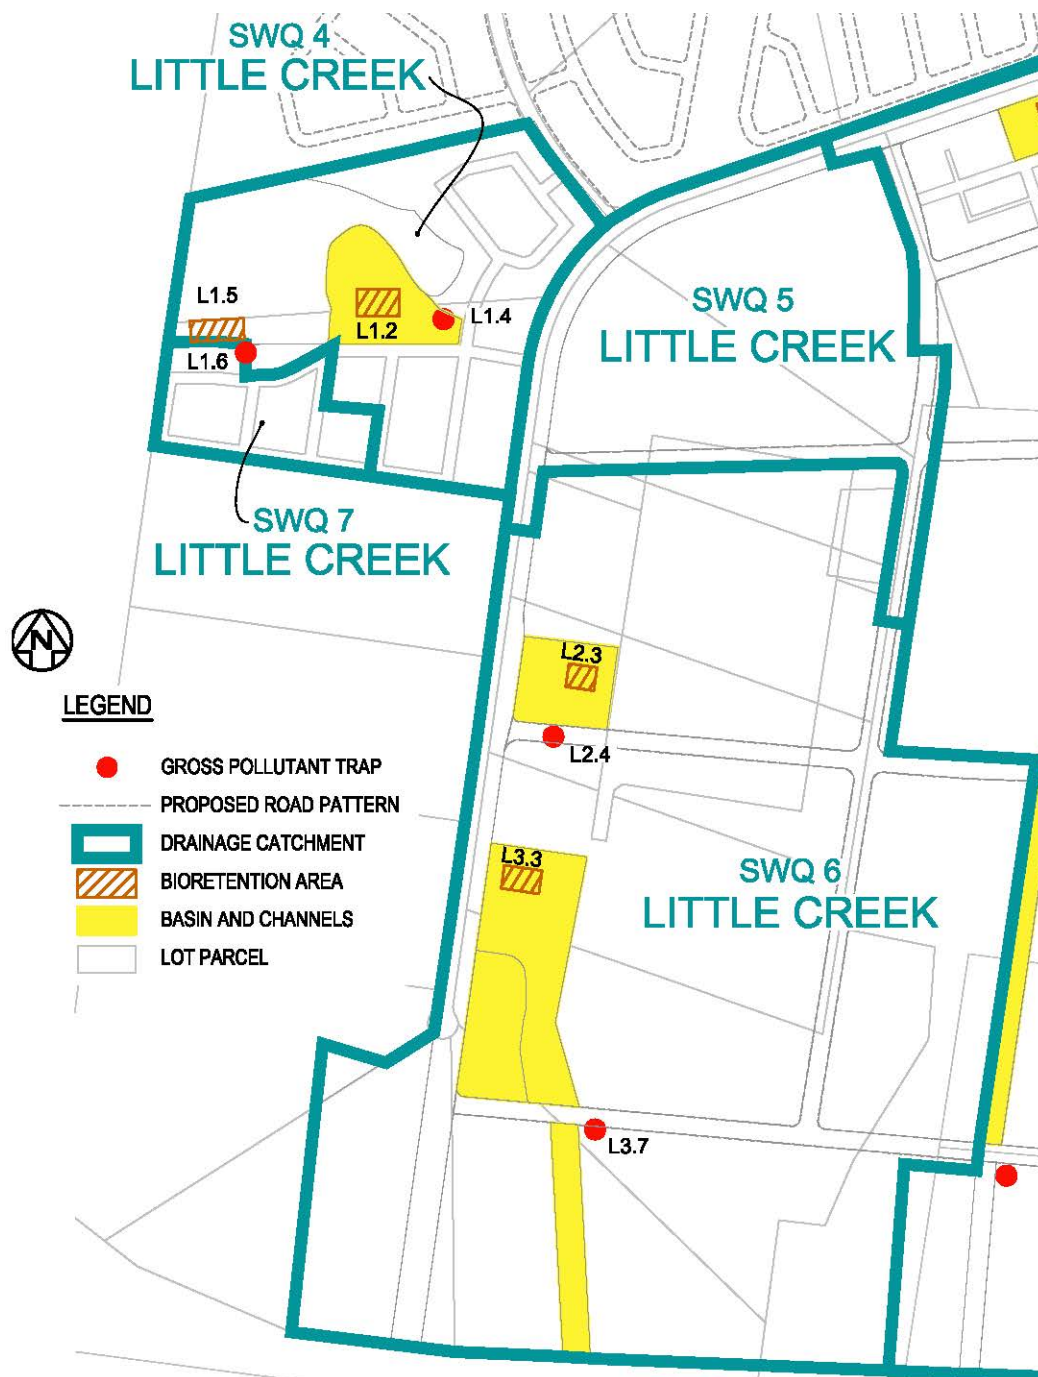 SWQ 4
LITTLE CREEK
L1.5
L1.2
L1.4
L1.6
SWQ 5
LITTLE CREEK
SWQ 7
LITTLE CREEK
N
L2.3
L2.4
LEGEND
GROSS POLLUTANT TRAP
PROPOSED ROAD PATTERN
DRAINAGE CATCHMENT
BIORETENTION AREA
BASIN AND CHANNELS
LOT PARCEL
L3.3
SWQ 6
LITTLE CREEK
L3.7